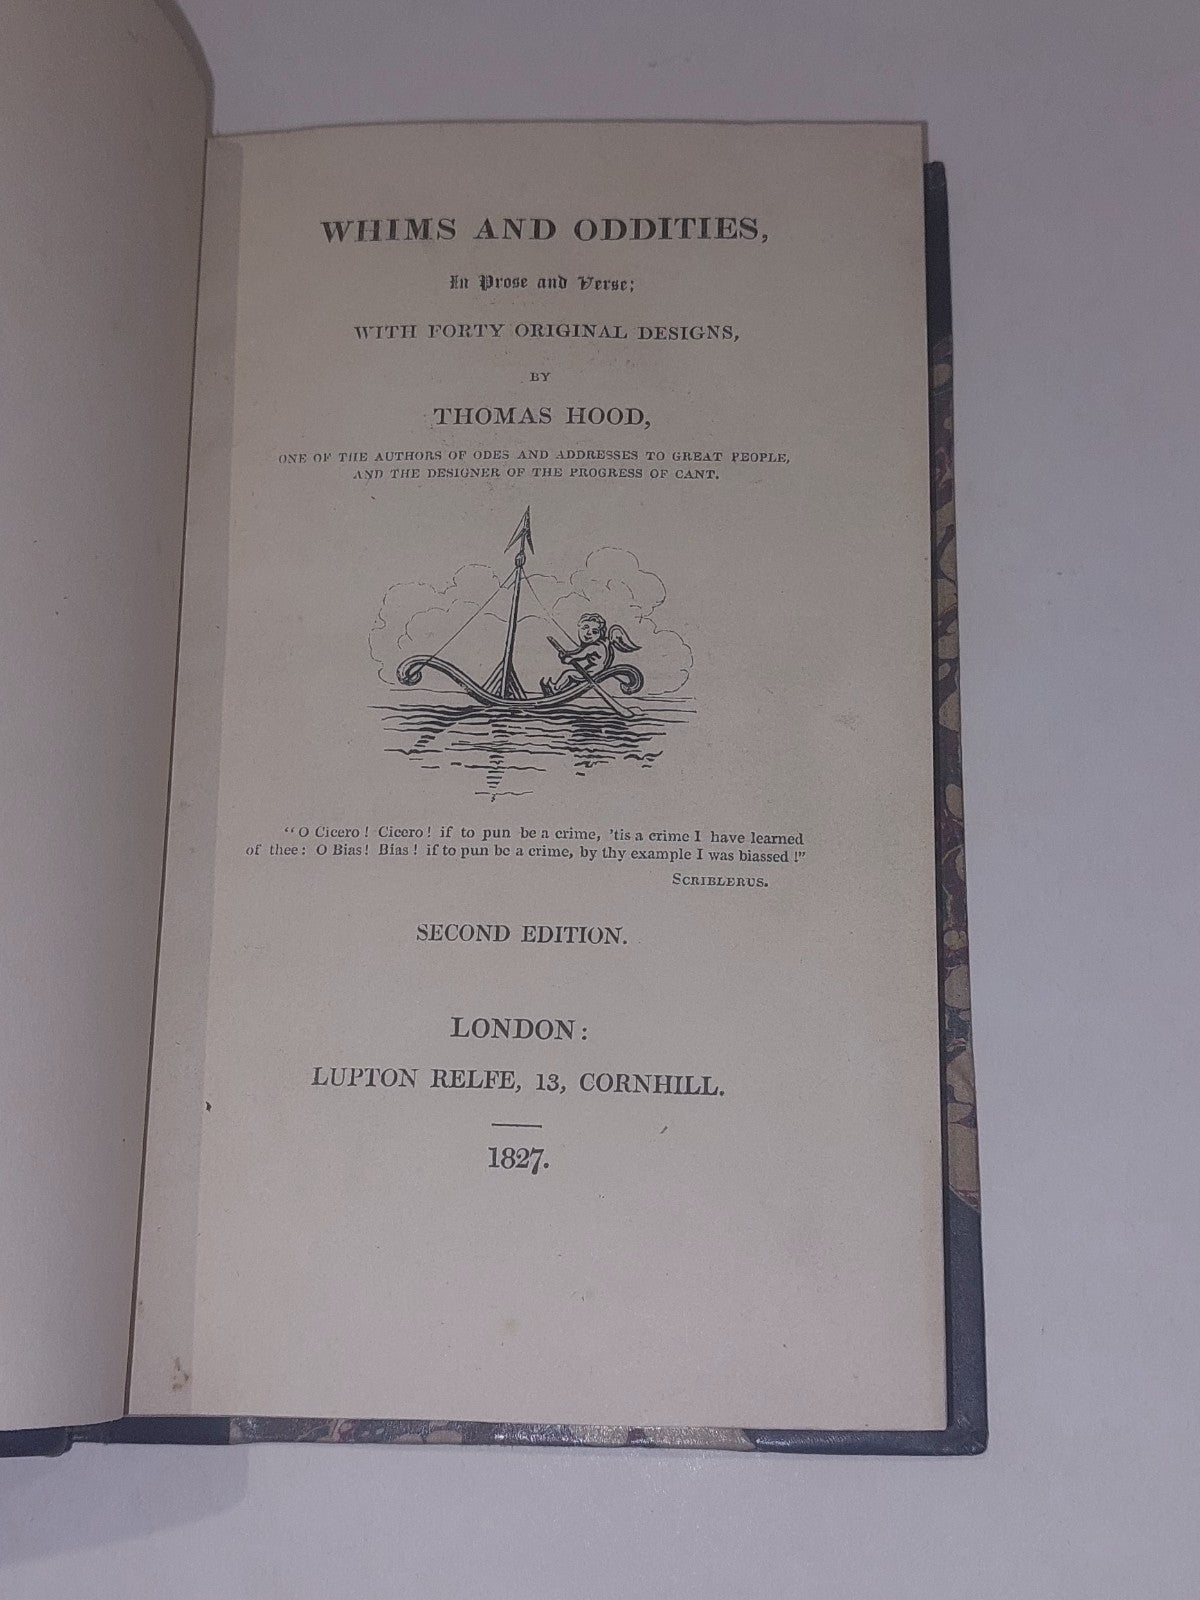 WHIMS AND ODDITIES,
In Prose and Verse;
WITH FORTY ORIGINAL DESIGNS,
BY
THOMAS HOOD,
ONE OF THE AUTHORS OF ODES AND ADDRESSES TO GREAT PEOPLE,
AND THE DESIGNER OF THE PROGRESS OF CANT.
"O Cicero! Cicero! if to pun be a crime, 'tis a crime I have learned
of thee: O Bias! Bias! if to pun be a crime, by thy example I was biassed!"
SCRIBLERUS.
SECOND EDITION.
LONDON:
LUPTON RELFE, 13, CORNHILL.
1827.